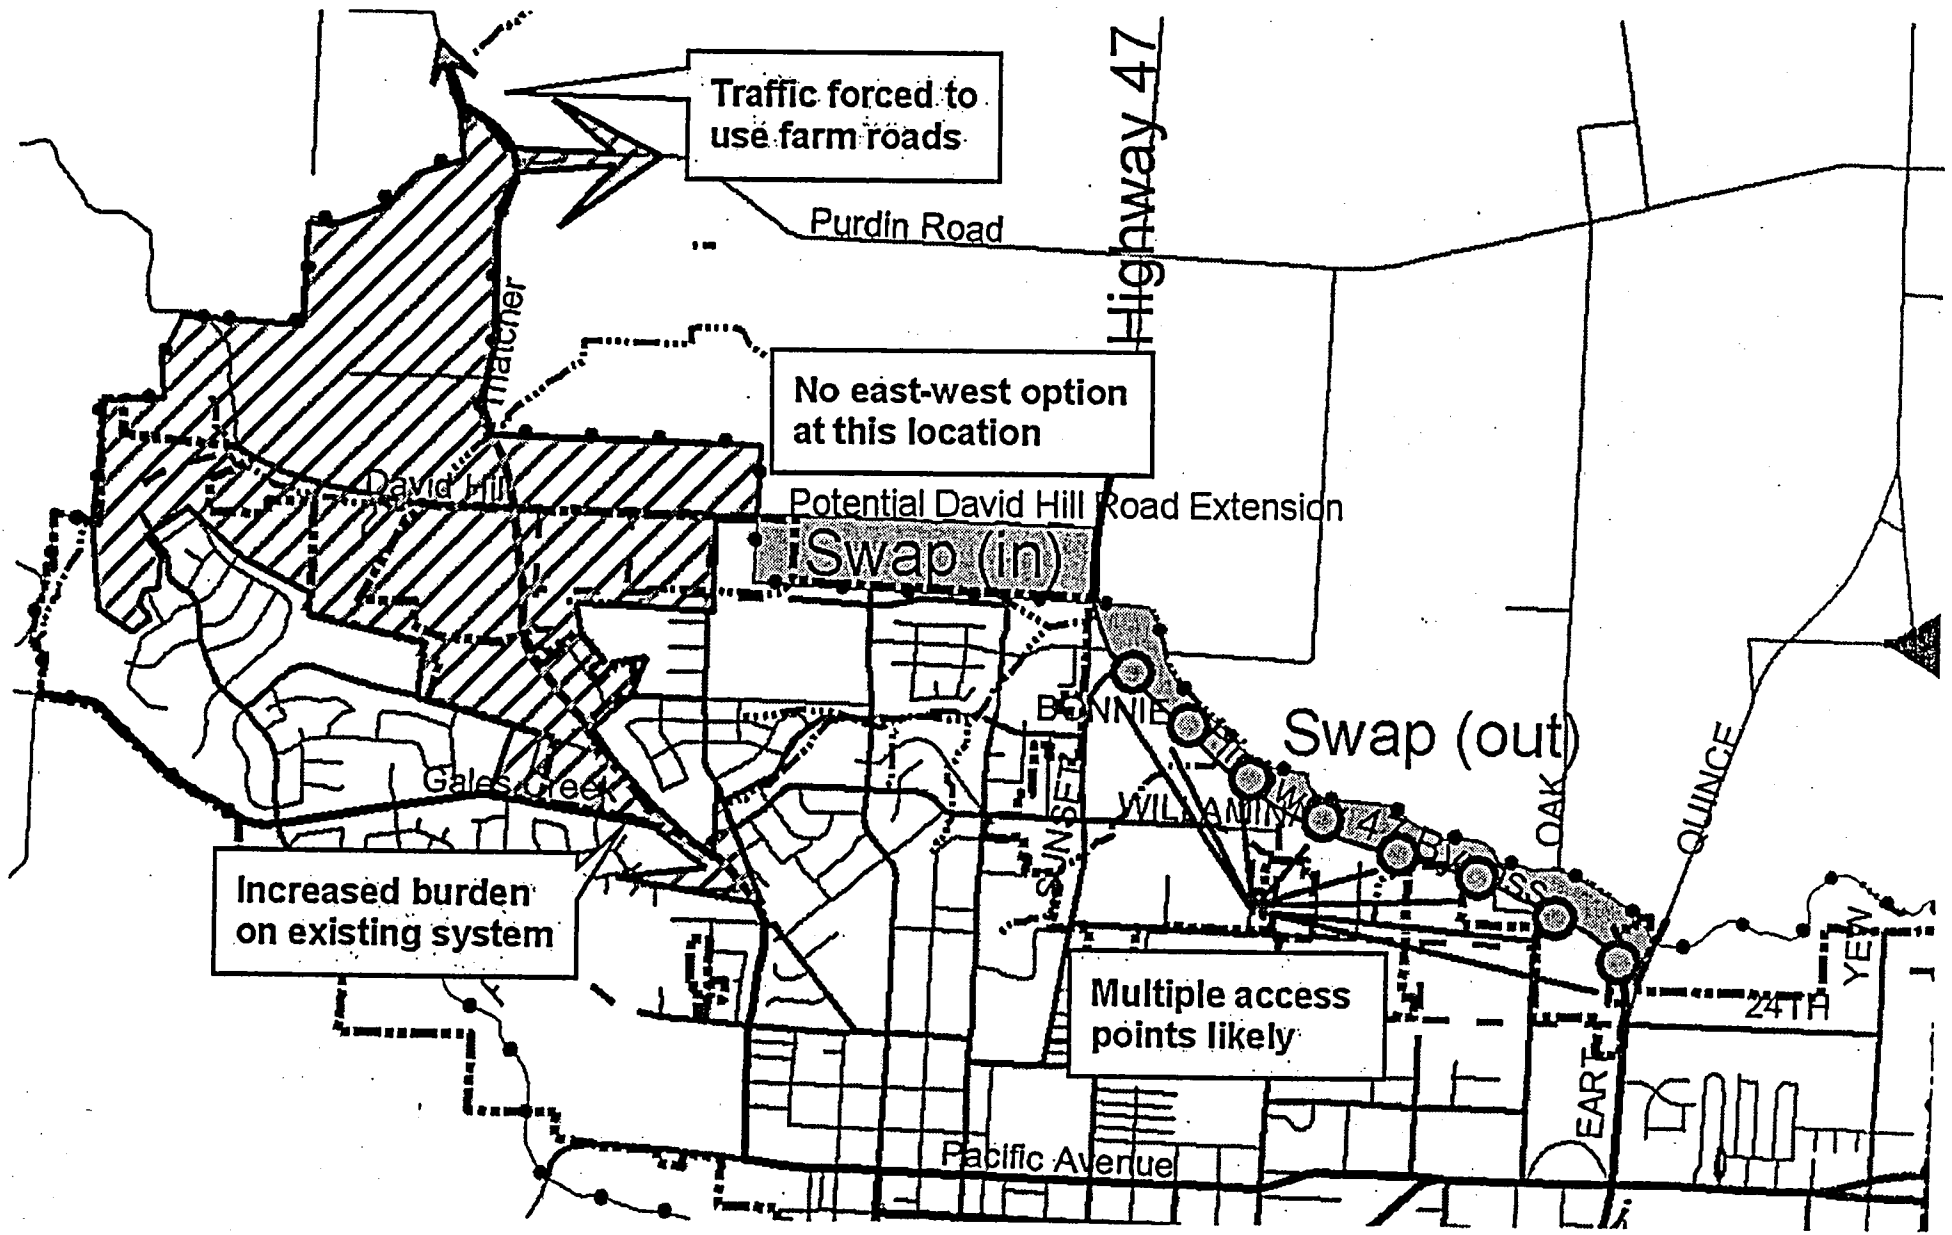 Traffic forced to
use farm roads
Highway 47
Purdin Road
Thatcher
No east-west option
at this location
David Hill
Potential David Hill Road Extension
Swap (in)
BONNIE
Swap (out)
Gales Creek
SUNSET
OAK
QUINCE
Increased burden
on existing system
YEW
Multiple access
points likely
24TH
Pacific Avenue